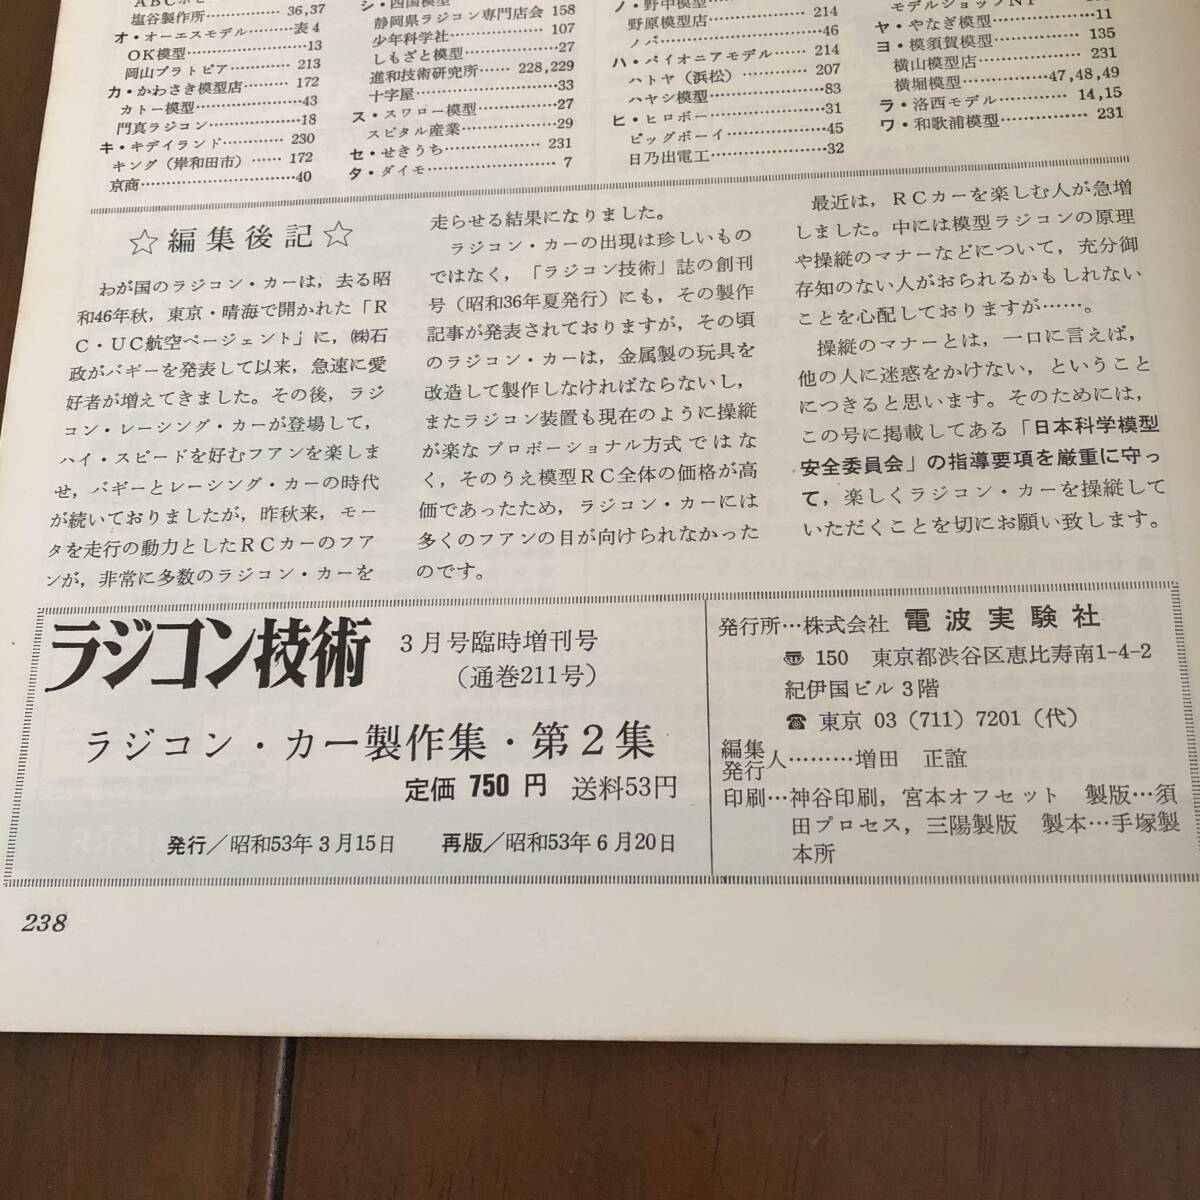 塩谷製作所………… 36,37
オ・オーエスモデル………表4
OK模型…………………13
岡山プラトピア………… 213
カ・かわさき模型店……… 172
カトー模型………………43
門真ラジコン……………18
キ・キデイランド………… 230
キング(岸和田市)…… 172
京商………………………40
シ・四国模型
静岡県ラジコン専門店会 158
少年科学社……………… 107
しもざと模型……………27
進和技術研究所…… 228,229
十字屋……………………33
ス・スワロー模型…………27
スピタル産業……………29
セ・せきうち……………… 231
タ・ダイモ………………… 7
ノ・野中模型
野原模型店……………… 214
ノバ………………………46
ハ・パイオニアモデル…… 214
ハトヤ(浜松)………… 207
ハヤシ模型………………83
ヒ・ヒロボー………………31
ビッグボーイ……………45
日乃出電工………………32
モデルショップNF
ヤ・やなぎ模型……………11
ヨ・横須賀模型………… 135
横山模型店……………… 231
横堀模型…………47,48,49
ラ・洛西モデル……… 14,15
ワ・和歌浦模型………… 231
☆編集後記☆
わが国のラジコン・カーは,去る昭
和46年秋,東京・晴海で開かれた「R
C・UC航空ページェント」に,㈱石
政がバギーを発表して以来,急速に愛
好者が増えてきました。その後,ラジ
コン・レーシング・カーが登場して,
ハイ・スピードを好むフアンを楽しま
せ,バギーとレーシング・カーの時代
が続いておりましたが,昨秋来,モー
タを走行の動力としたRCカーのフア
ンが,非常に多数のラジコン・カーを
走らせる結果になりました。
ラジコン・カーの出現は珍しいもの
ではなく,「ラジコン技術」誌の創刊
号(昭和36年夏発行)にも,その製作
記事が発表されておりますが,その頃
のラジコン・カーは,金属製の玩具を
改造して製作しなければならないし,
またラジコン装置も現在のように操縦
が楽なプロポーショナル方式ではな
く,そのうえ模型RC全体の価格が高
価であったため,ラジコン・カーには
多くのフアンの目が向けられなかった
のです。
最近は,RCカーを楽しむ人が急増
しました。中には模型ラジコンの原理
や操縦のマナーなどについて,充分御
存知のない人がおられるかもしれない
ことを心配しておりますが……。
操縦のマナーとは,一口に言えば,
他の人に迷惑をかけない,ということ
につきると思います。そのためには,
この号に掲載してある「日本科学模型
安全委員会」の指導要項を厳重に守っ
て,楽しくラジコン・カーを操縦して
いただくことを切にお願い致します。
ラジコン技術 3月号臨時増刊号
(通巻211号)
ラジコン・カー製作集・第2集
定価 750円 送料53円
発行/昭和53年3月15日 再版/昭和53年6月20日
発行所…株式会社 電波実験社
〠 150 東京都渋谷区恵比寿南1-4-2
紀伊国ビル3階
☎ 東京 03(711)7201(代)
編集
発行人………増田 正誼
印刷…神谷印刷,宮本オフセット 製版…須
田プロセス,三陽製版 製本…手塚製
本所
238